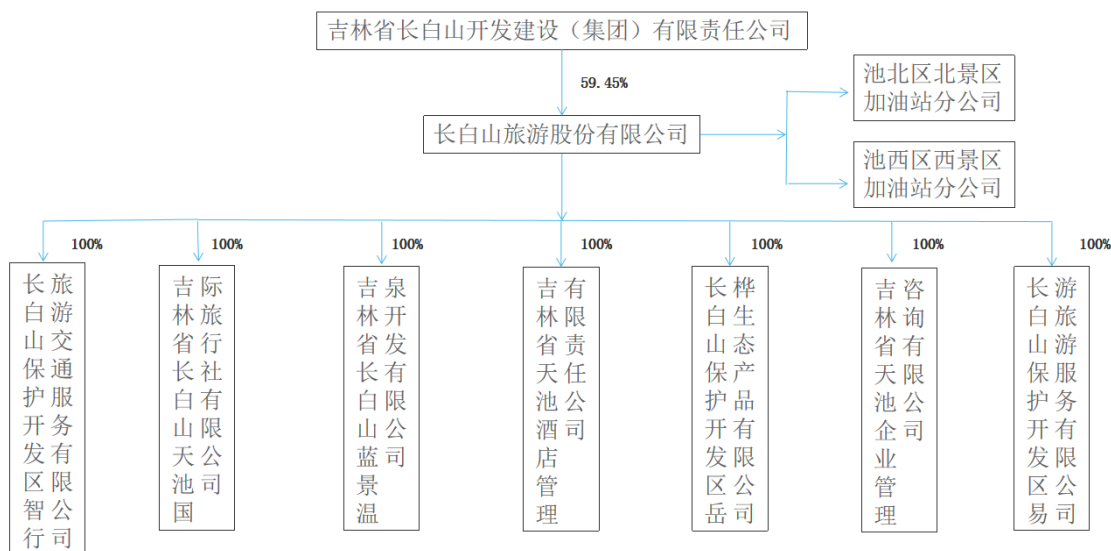 吉林省长白山开发建设（集团）有限责任公司
59.45%
池北区北景区
加油站分公司
长白山旅游股份有限公司
池西区西景区
加油站分公司
100%
100%
100%
100%
100%
100%
100%
长白山保护开发区智行
旅游交通服务有限公司
吉林省长白山天池国
际旅行社有限公司
吉林省长白山蓝景温
泉开发有限公司
吉林省天池酒店管理
有限责任公司
长白山保护开发区岳
桦生态产品有限公司
吉林省天池企业管理
咨询有限公司
长白山保护开发区易
游旅游服务有限公司